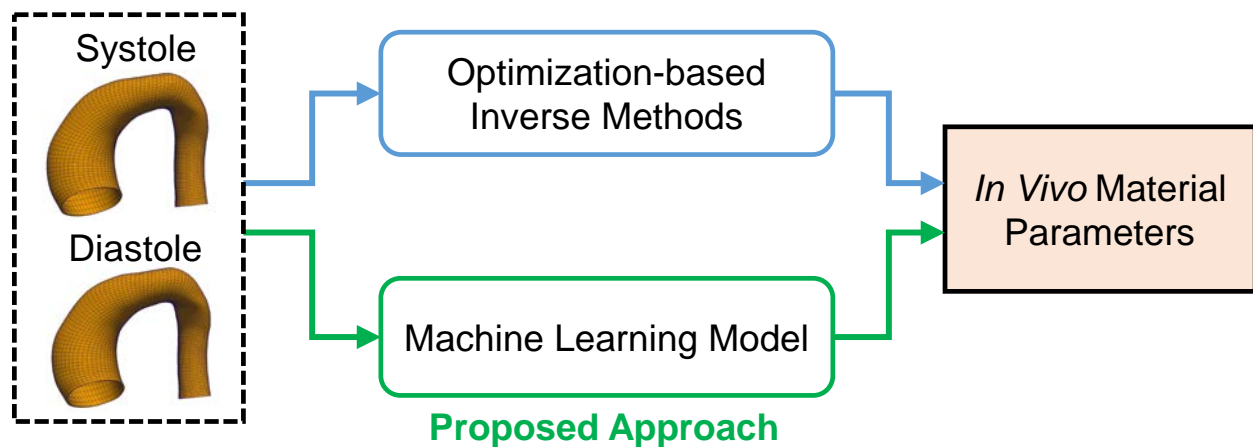 Systole
Diastole
Optimization-based
Inverse Methods
Machine Learning Model
Proposed Approach
In Vivo Material
Parameters